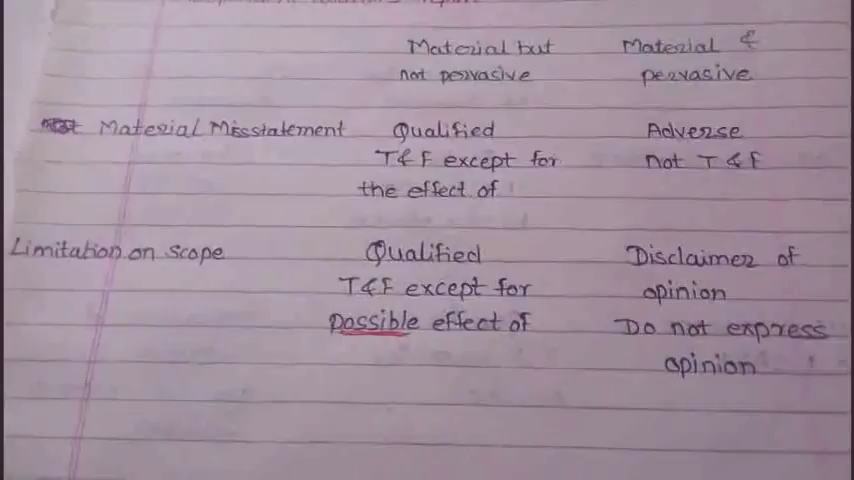 Material but Material &
not pervasive pervasive
Material Misstatement Qualified Adverse
T&F except for not T&F
the effect of
Limitation on scope Qualified Disclaimer of
T&F except for opinion
possible effect of Do not express
opinion